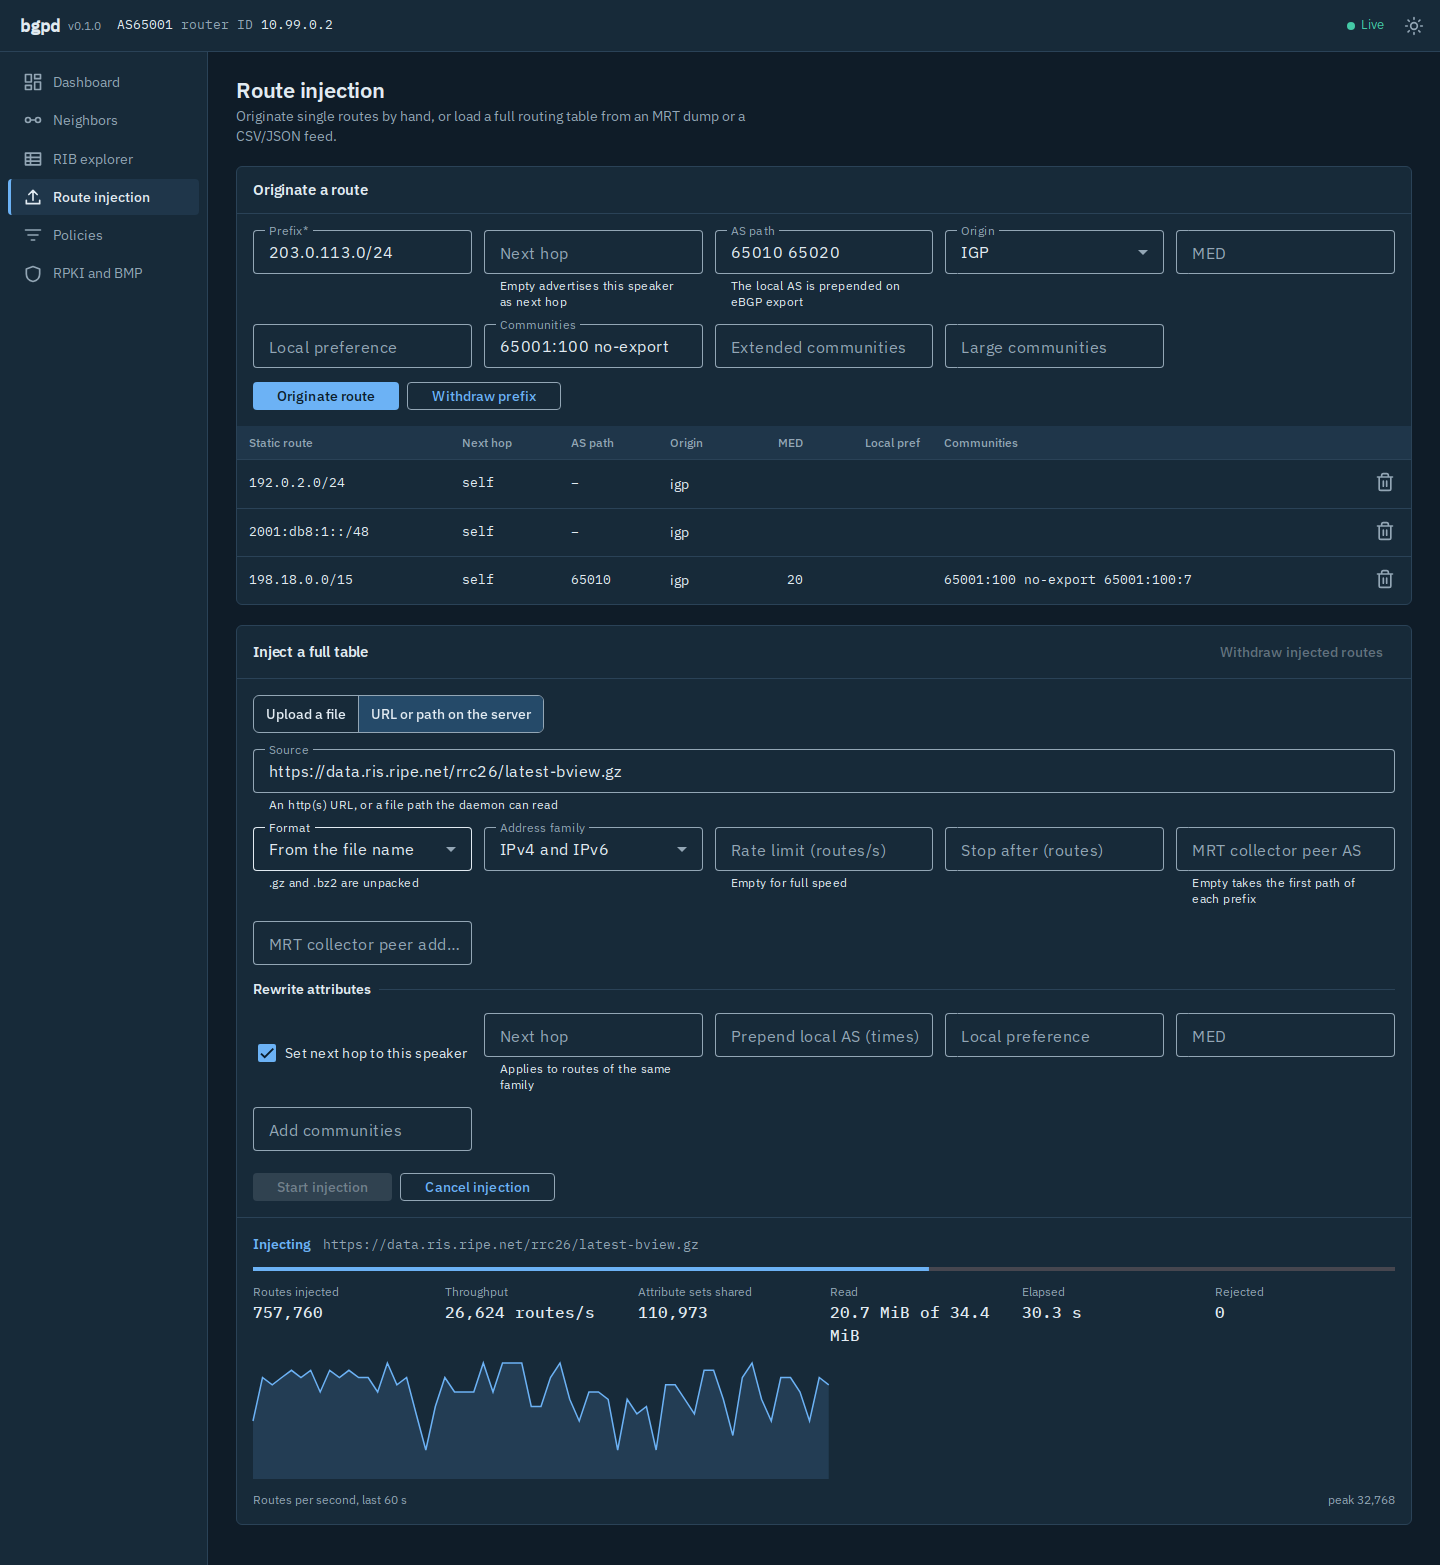 bgpd v0.1.0 AS65001 router ID 10.99.0.2
Live
Dashboard
Neighbors
RIB explorer
Route injection
Policies
RPKI and BMP
Route injection
Originate single routes by hand, or load a full routing table from an MRT dump or a
CSV/JSON feed.
Originate a route
Prefix*
203.0.113.0/24
Next hop
Empty advertises this speaker
as next hop
AS path
65010 65020
The local AS is prepended on
eBGP export
Origin
IGP
MED
Local preference
Communities
65001:100 no-export
Extended communities
Large communities
Originate route
Withdraw prefix
Static route Next hop AS path Origin MED Local pref Communities
192.0.2.0/24 self – igp
2001:db8:1::/48 self – igp
198.18.0.0/15 self 65010 igp 20 65001:100 no-export 65001:100:7
Inject a full table
Withdraw injected routes
Upload a file
URL or path on the server
Source
https://data.ris.ripe.net/rrc26/latest-bview.gz
An http(s) URL, or a file path the daemon can read
Format
From the file name
.gz and .bz2 are unpacked
Address family
IPv4 and IPv6
Rate limit (routes/s)
Empty for full speed
Stop after (routes)
MRT collector peer AS
Empty takes the first path of
each prefix
MRT collector peer add…
Rewrite attributes
Set next hop to this speaker
Next hop
Applies to routes of the same
family
Prepend local AS (times)
Local preference
MED
Add communities
Start injection
Cancel injection
Injecting https://data.ris.ripe.net/rrc26/latest-bview.gz
Routes injected
757,760
Throughput
26,624 routes/s
Attribute sets shared
110,973
Read
20.7 MiB of 34.4
MiB
Elapsed
30.3 s
Rejected
0
Routes per second, last 60 s
peak 32,768